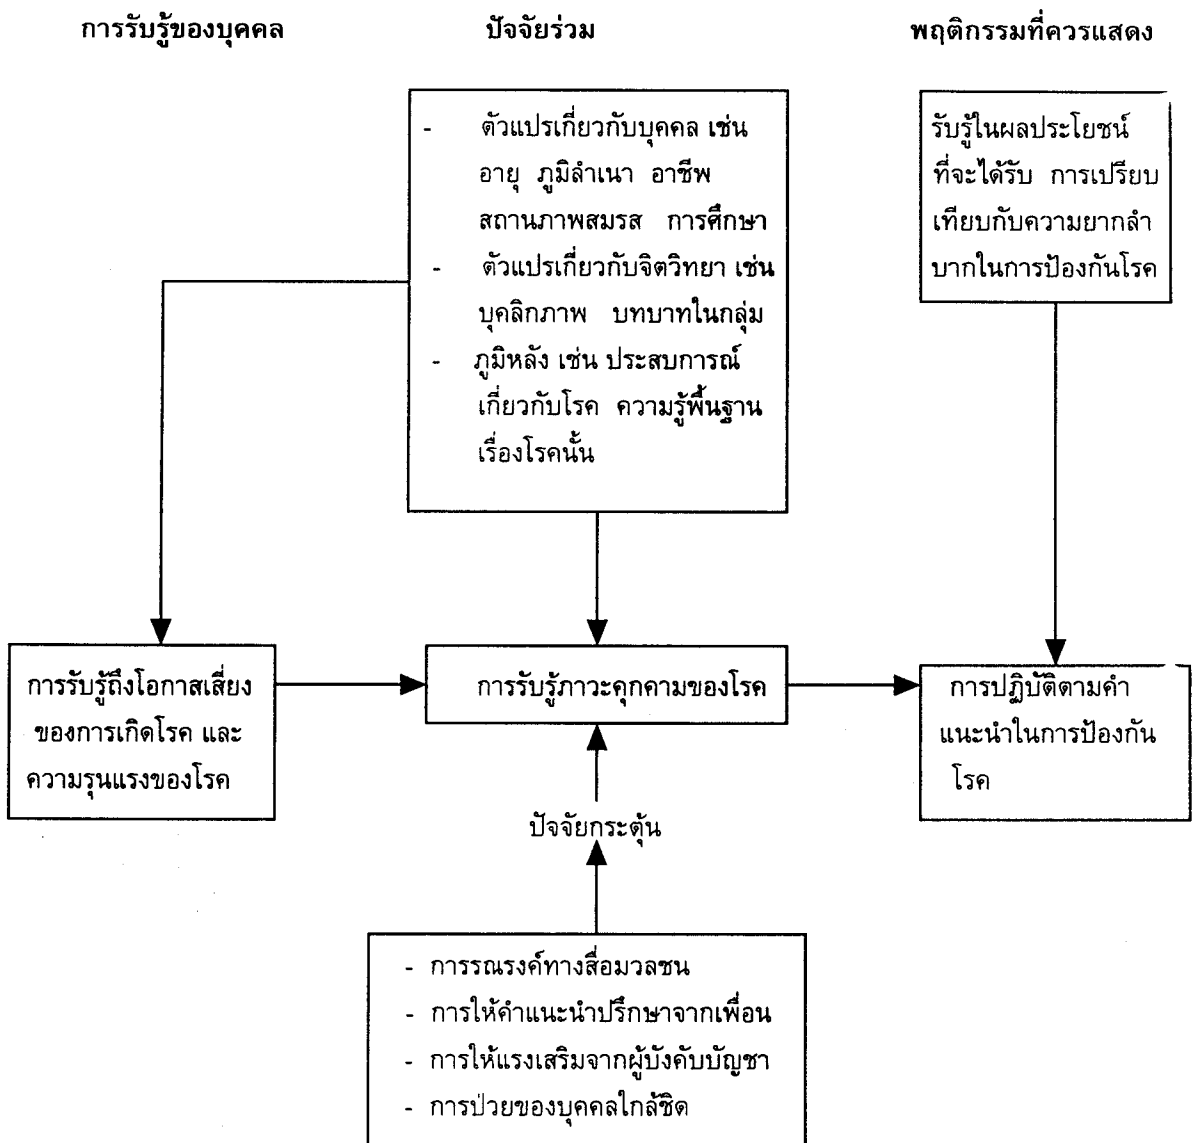 การรับรู้ของบุคคล
ปัจจัยร่วม
พฤติกรรมที่ควรแสดง
- ตัวแปรเกี่ยวกับบุคคล เช่น
อายุ ภูมิลำเนา อาชีพ
สถานภาพสมรส การศึกษา
- ตัวแปรเกี่ยวกับจิตวิทยา เช่น
บุคลิกภาพ บทบาทในกลุ่ม
- ภูมิหลัง เช่น ประสบการณ์
เกี่ยวกับโรค ความรู้พื้นฐาน
เรื่องโรคนั้น
รับรู้ในผลประโยชน์
ที่จะได้รับ การเปรียบ
เทียบกับความยากลำ
บากในการป้องกันโรค
การรับรู้ถึงโอกาสเสี่ยง
ของการเกิดโรค และ
ความรุนแรงของโรค
การรับรู้ภาวะคุกคามของโรค
การปฏิบัติตามคำ
แนะนำในการป้องกัน
โรค
ปัจจัยกระตุ้น
- การรณรงค์ทางสื่อมวลชน
- การให้คำแนะนำปรึกษาจากเพื่อน
- การให้แรงเสริมจากผู้บังคับบัญชา
- การป่วยของบุคคลใกล้ชิด